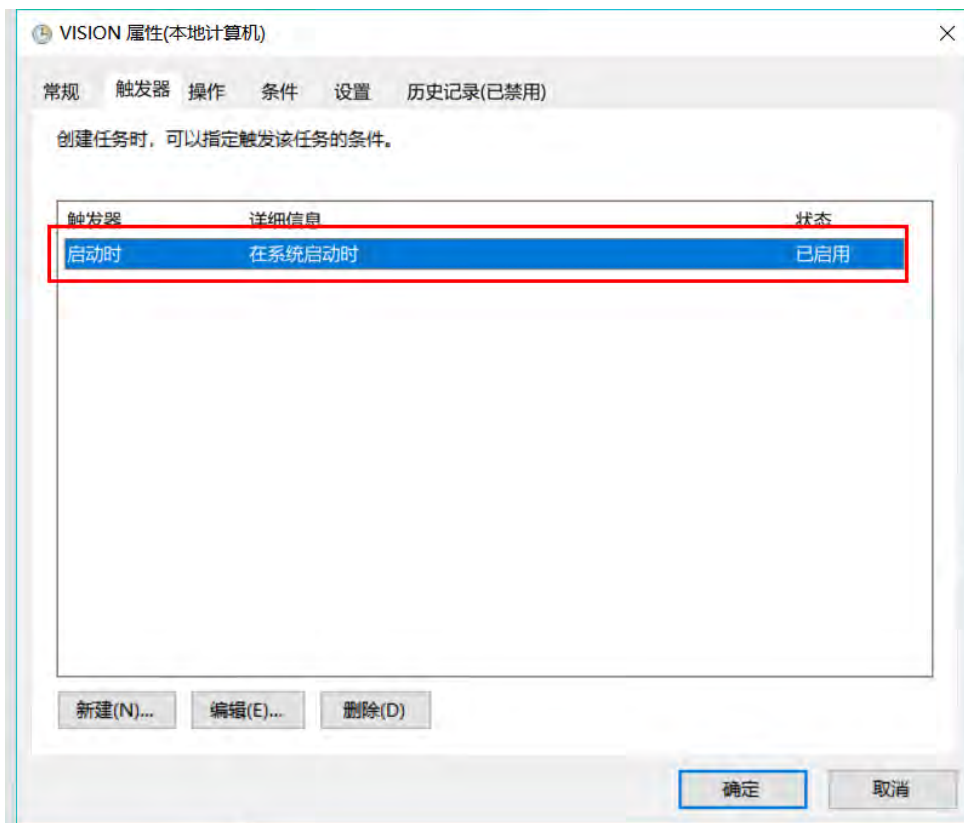 VISION 属性(本地计算机)
常规 触发器 操作 条件 设置 历史记录(已禁用)
创建任务时，可以指定触发该任务的条件。
触发器 详细信息 状态
启动时 在系统启动时 已启用
新建(N)... 编辑(E)... 删除(D)
确定 取消